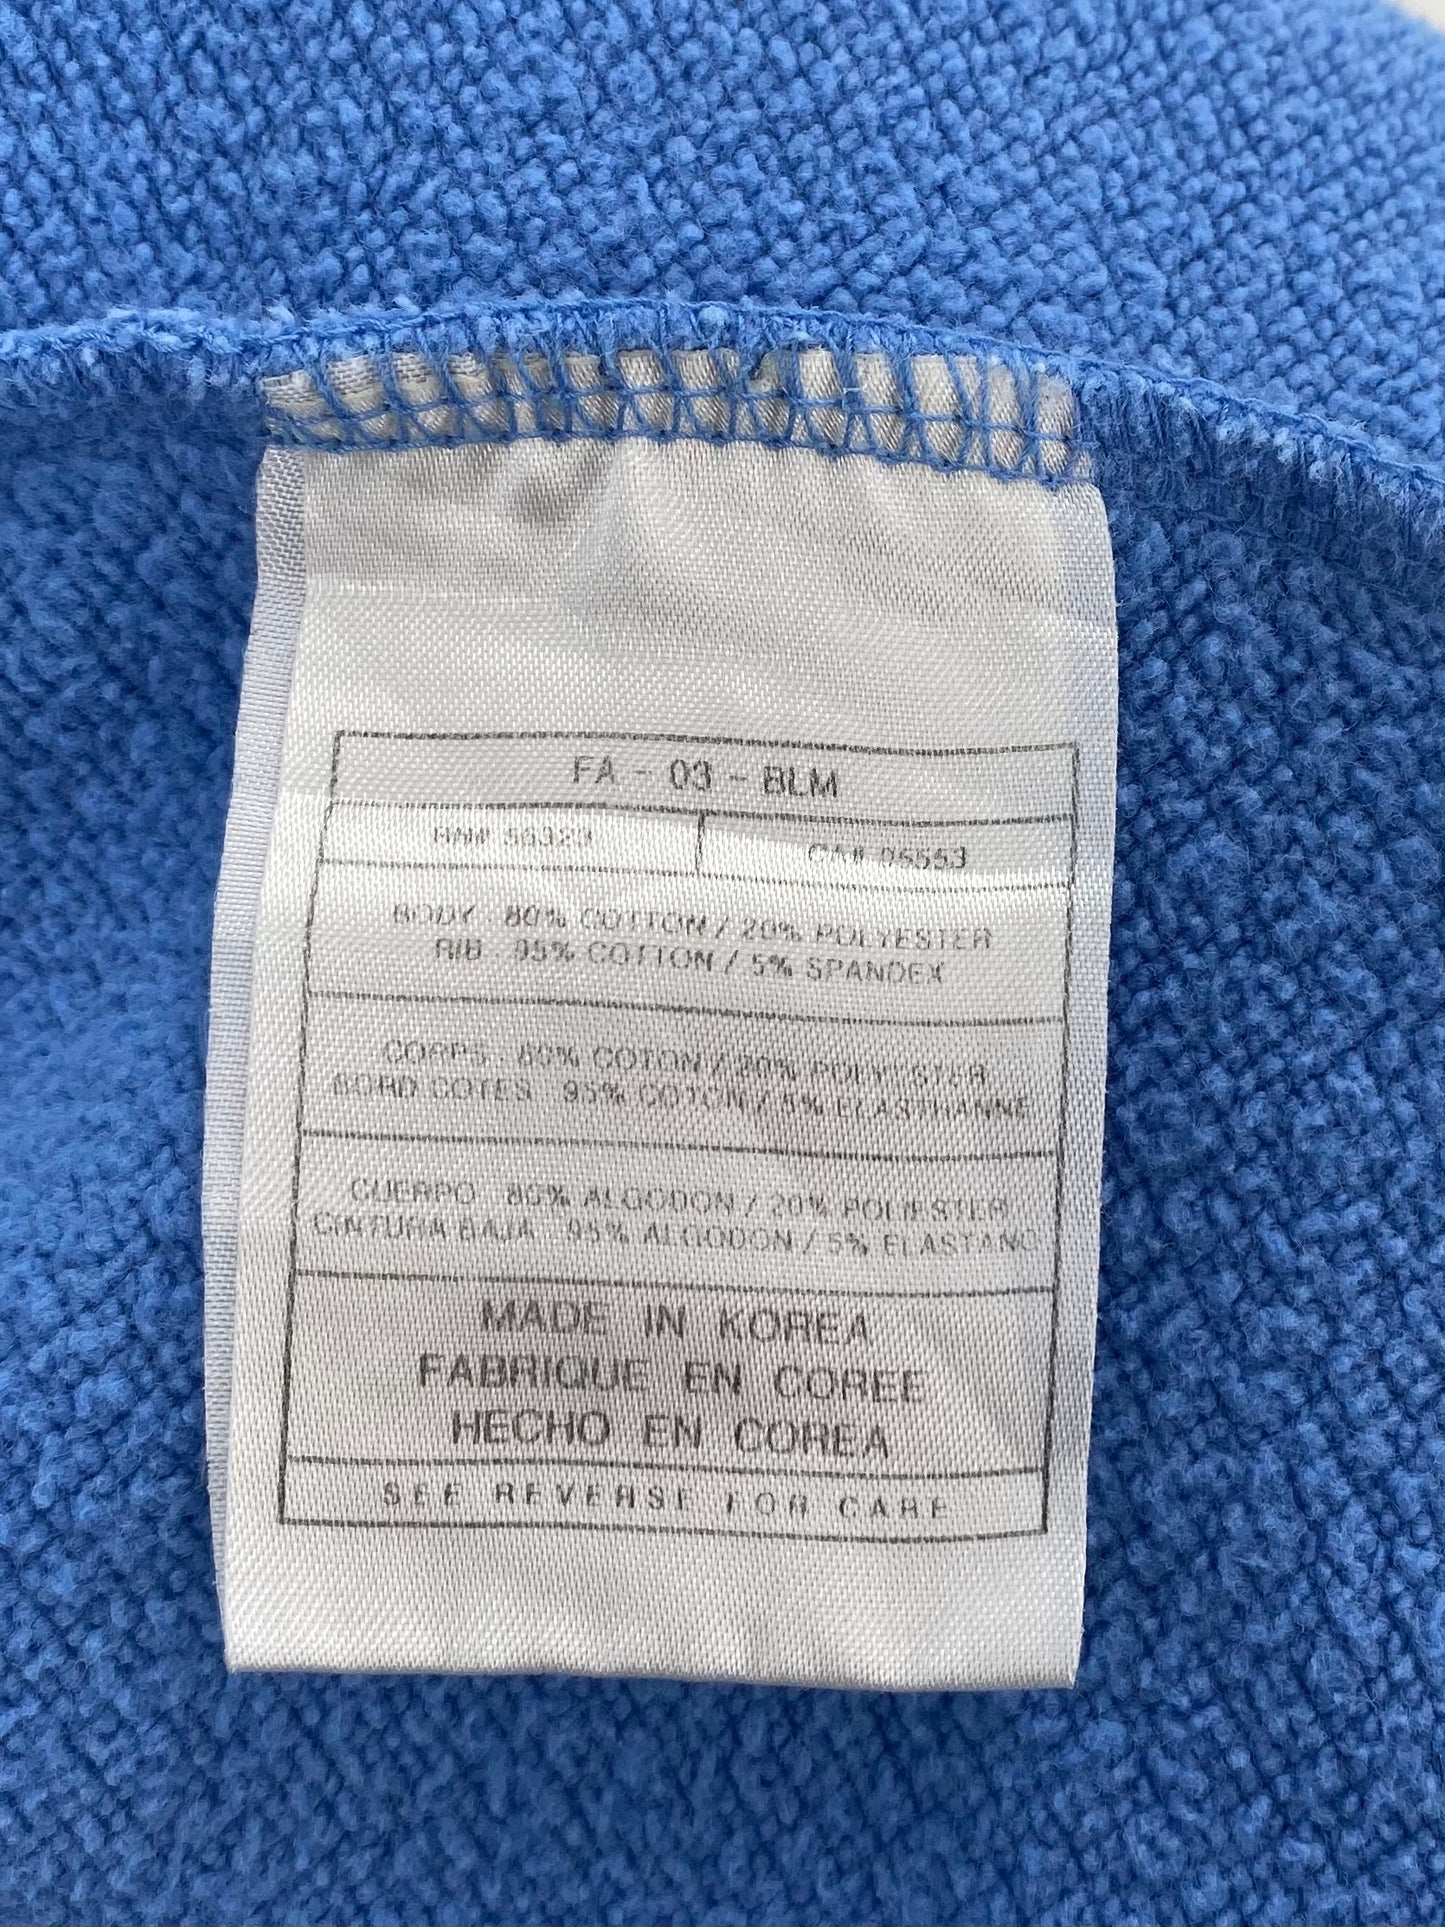 FA - 03 - BLM
RN# 56323
CA# 05553
BODY : 80% COTTON / 20% POLYESTER
RIB : 95% COTTON / 5% SPANDEX
CORPS : 80% COTON / 20% POLYESTER
BORD COTES : 95% COTON / 5% ELASTHANNE
CUERPO : 80% ALGODON / 20% POLIESTER
CINTURA BAJA : 95% ALGODON / 5% ELASTANO
MADE IN KOREA
FABRIQUE EN COREE
HECHO EN COREA
SEE REVERSE FOR CARE